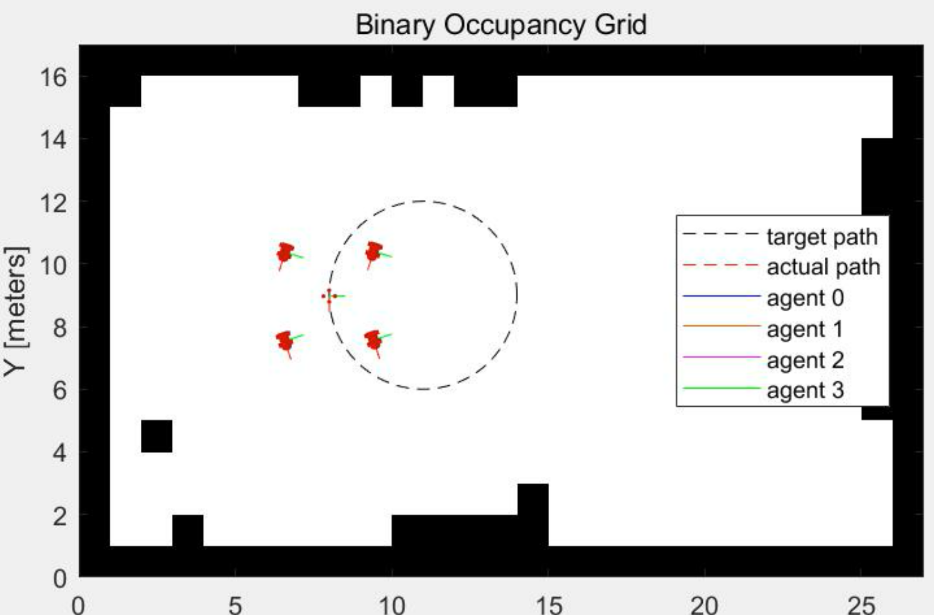 Binary Occupancy Grid
16
14
12
10
8
6
4
2
0
Y [meters]
target path
actual path
agent 0
agent 1
agent 2
agent 3
0 5 10 15 20 25